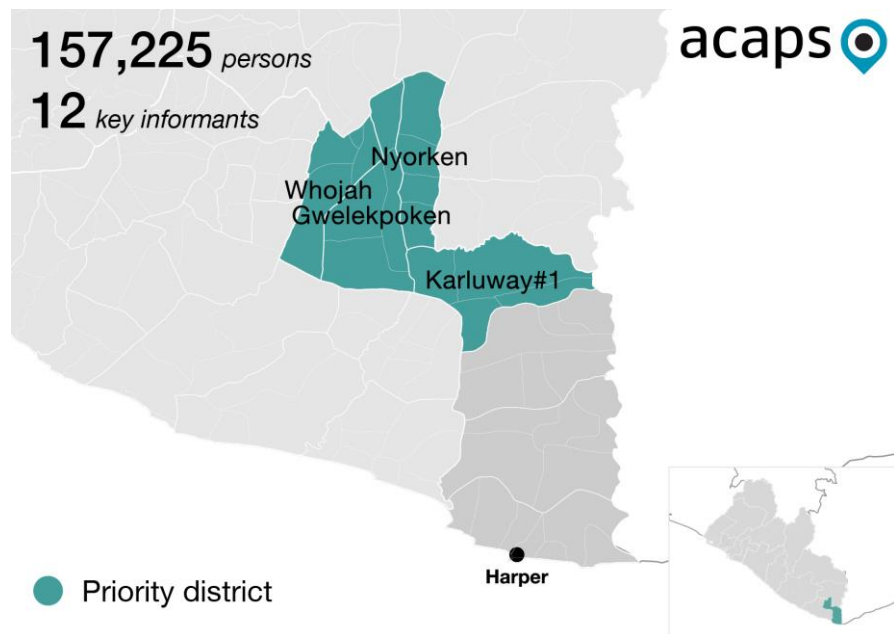 157,225 persons
12 key informants
acaps
Nyorken
Whojah
Gwelekpoken
Karluway#1
Harper
Priority district